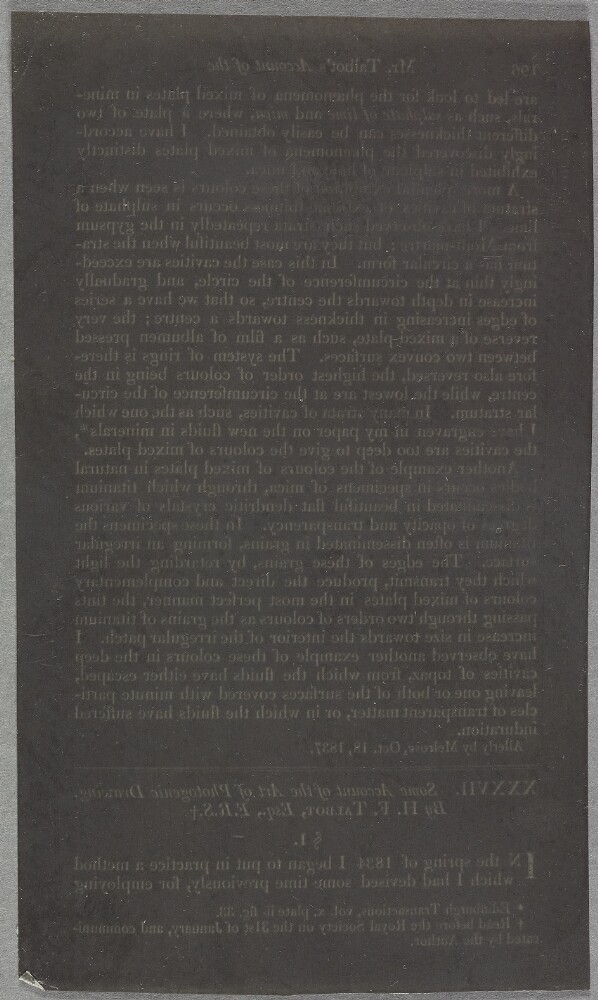 196 Mr. Talbot's Account of the
are led to look for the phænomena of mixed plates in mine-
rals, such as sulphate of lime and mica, where a plate of two
different thicknesses can be easily obtained. I have accord-
ingly discovered the phænomena of mixed plates distinctly
exhibited in sulphate of lime and mica.
A more beautiful of these colours is seen when a
stratum of cavities of extreme thinness occurs in sulphate of
lime. I have observed such strata repeatedly in the gypsum
from Mont-martre; but they are most beautiful when the stra-
tum has a circular form. In this case the cavities are exceed-
ingly thin at the circumference of the circle, and gradually
increase in depth towards the centre, so that we have a series
of edges increasing in thickness towards a centre; the very
reverse of a mixed plate, such as a film of albumen pressed
between two convex surfaces. The system of rings is there-
fore also reversed, the highest order of colours being in the
centre, while the lowest are at the circumference of the circu-
lar stratum. In many strata of cavities, such as the one which
I have engraven in my paper on the new fluids in minerals*,
the cavities are too deep to give the colours of mixed plates.
Another example of the colours of mixed plates in natural
bodies occurs in specimens of mica, through which titanium
is disseminated in beautiful flat dendritic crystals of various
degrees of opacity and transparency. In these specimens the
titanium is often disseminated in grains, forming an irregular
surface. The edges of these grains, by retarding the light
which they transmit, produce the direct and complementary
colours of mixed plates in the most perfect manner, the tints
passing through two orders of colours as the grains of titanium
increase in size towards the interior of the irregular patch. I
have observed another example of these colours in the deep
cavities of topaz, from which the fluids have either escaped,
leaving one or both of the surfaces covered with minute parti-
cles of transparent matter, or in which the fluids have suffered
induration.
Allerly by Melrose, Oct. 18, 1837.
XXXVII. Some Account of the Art of Photogenic Drawing.
By H. F. TALBOT, Esq., F.R.S.†
§ 1.
IN the spring of 1834 I began to put in practice a method
which I had devised some time previously, for employing
* Edinburgh Transactions, vol. x. plate ii. fig. 33.
† Read before the Royal Society on the 31st of January, and communi-
cated by the Author.